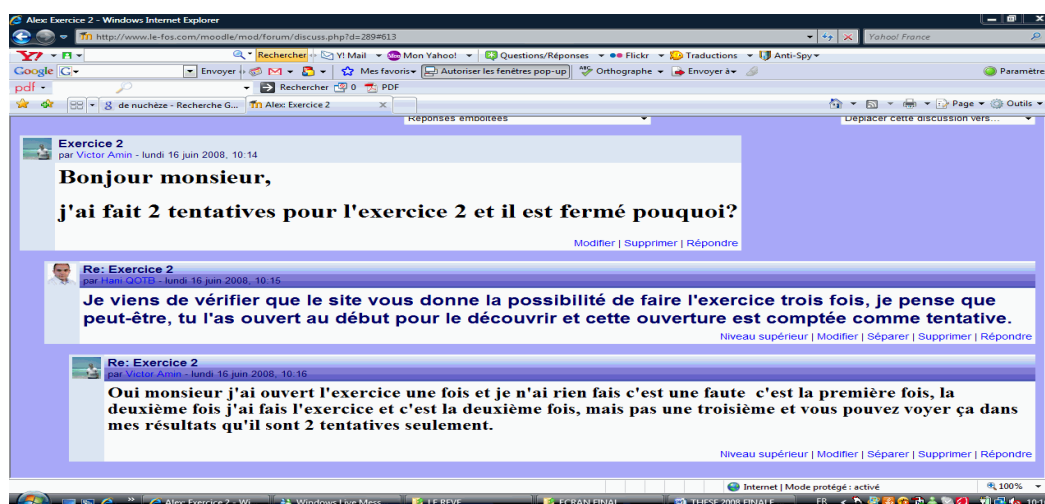 Alex: Exercice 2 - Windows Internet Explorer
http://www.le-fos.com/moodle/mod/forum/discuss.php?d=289#613
Yahoo! France
Y! Rechercher Y! Mail Mon Yahoo! Questions/Réponses Flickr Traductions Anti-Spy
Google G Envoyer M Mes favoris Autoriser les fenêtres pop-up Orthographe Envoyer à Paramètre
pdf Rechercher 0 PDF
g de nuchèze - Recherche G... Alex: Exercice 2 x Page Outils
Réponses emboîtées Déplacer cette discussion vers...
Exercice 2
par Victor Amin - lundi 16 juin 2008, 10:14
Bonjour monsieur,
j'ai fait 2 tentatives pour l'exercice 2 et il est fermé pouquoi?
Modifier | Supprimer | Répondre
Re: Exercice 2
par Hani QOTB - lundi 16 juin 2008, 10:15
Je viens de vérifier que le site vous donne la possibilité de faire l'exercice trois fois, je pense que
peut-être, tu l'as ouvert au début pour le découvrir et cette ouverture est comptée comme tentative.
Niveau supérieur | Modifier | Séparer | Supprimer | Répondre
Re: Exercice 2
par Victor Amin - lundi 16 juin 2008, 10:16
Oui monsieur j'ai ouvert l'exercice une fois et je n'ai rien fais c'est une faute c'est la première fois, la
deuxième fois j'ai fais l'exercice et c'est la deuxième fois, mais pas une troisième et vous pouvez voyer ça dans
mes résultats qu'il sont 2 tentatives seulement.
Niveau supérieur | Modifier | Séparer | Supprimer | Répondre
Internet | Mode protégé : activé 100%
Alex: Exercice 2 - Wi... Windows Live Mess... LE REVE ECRAN FINAL THESE 2008 FINALE FR